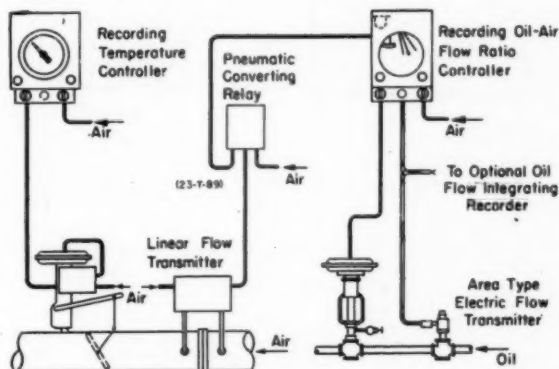 Recording
Temperature
Controller
Air
Pneumatic
Converting
Relay
Air
(23-Y-89)
Recording Oil-Air
Flow Ratio
Controller
Air
To Optional Oil
Flow Integrating
Recorder
Linear Flow
Transmitter
Air
Air
Area Type
Electric Flow
Transmitter
Oil